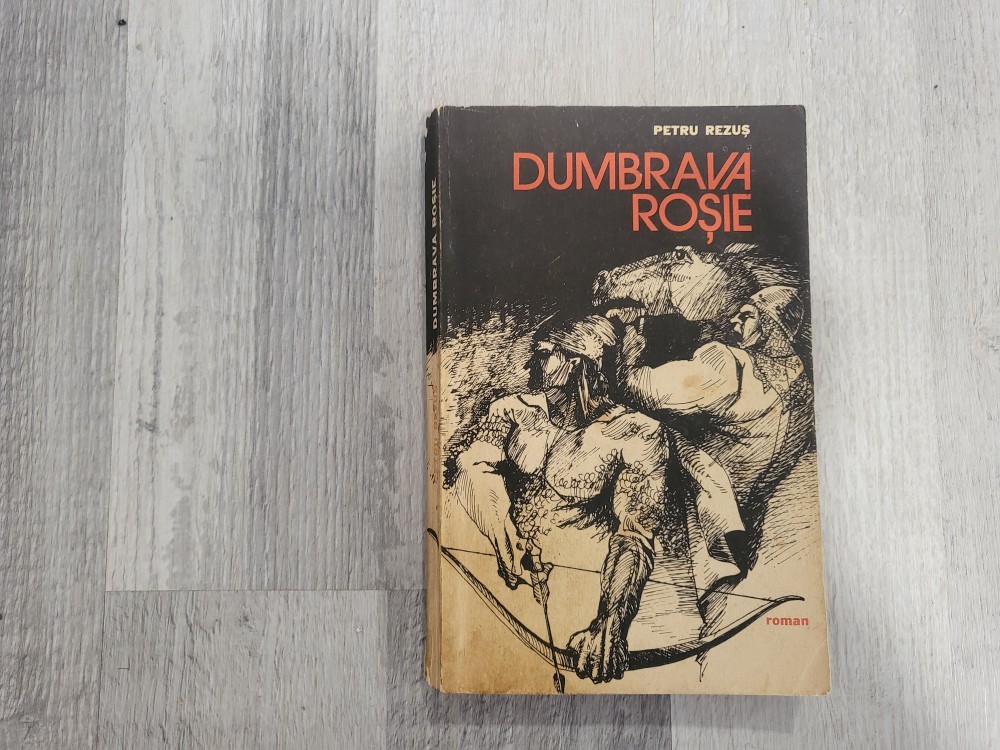 PETRU REZUȘ
DUMBRAVA
ROȘIE
roman
DUMBRAVA ROȘIE